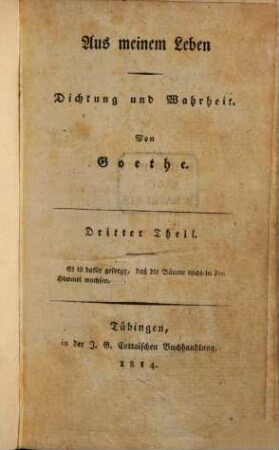 Aus meinem Leben
Dichtung und Wahrheit.
Von
Goethe.
Dritter Theil.
Es ist dafür gesorgt, daß die Bäume nicht in den
Himmel wachsen.
Tübingen,
in der J. G. Cottaischen Buchhandlung.
1814.